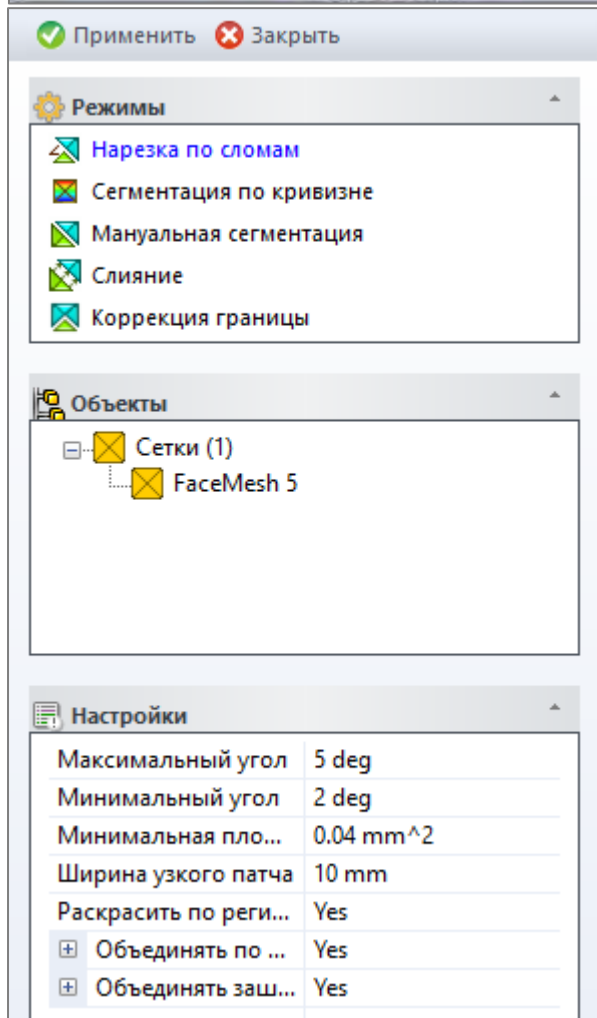 Применить Закрыть
Режимы
Нарезка по сломам
Сегментация по кривизне
Мануальная сегментация
Слияние
Коррекция границы
Объекты
Сетки (1)
FaceMesh 5
Настройки
Максимальный угол 5 deg
Минимальный угол 2 deg
Минимальная пло... 0.04 mm^2
Ширина узкого патча 10 mm
Раскрасить по реги... Yes
Объединять по ... Yes
Объединять заш... Yes